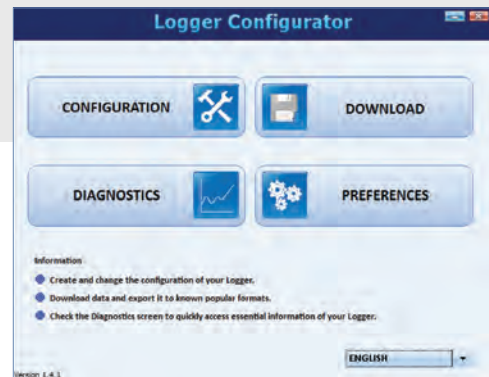 Logger Configurator
CONFIGURATION
DOWNLOAD
DIAGNOSTICS
PREFERENCES
Information
Create and change the configuration of your Logger.
Download data and export it to known popular formats.
Check the Diagnostics screen to quickly access essential information of your Logger.
ENGLISH
Version 1.4.1